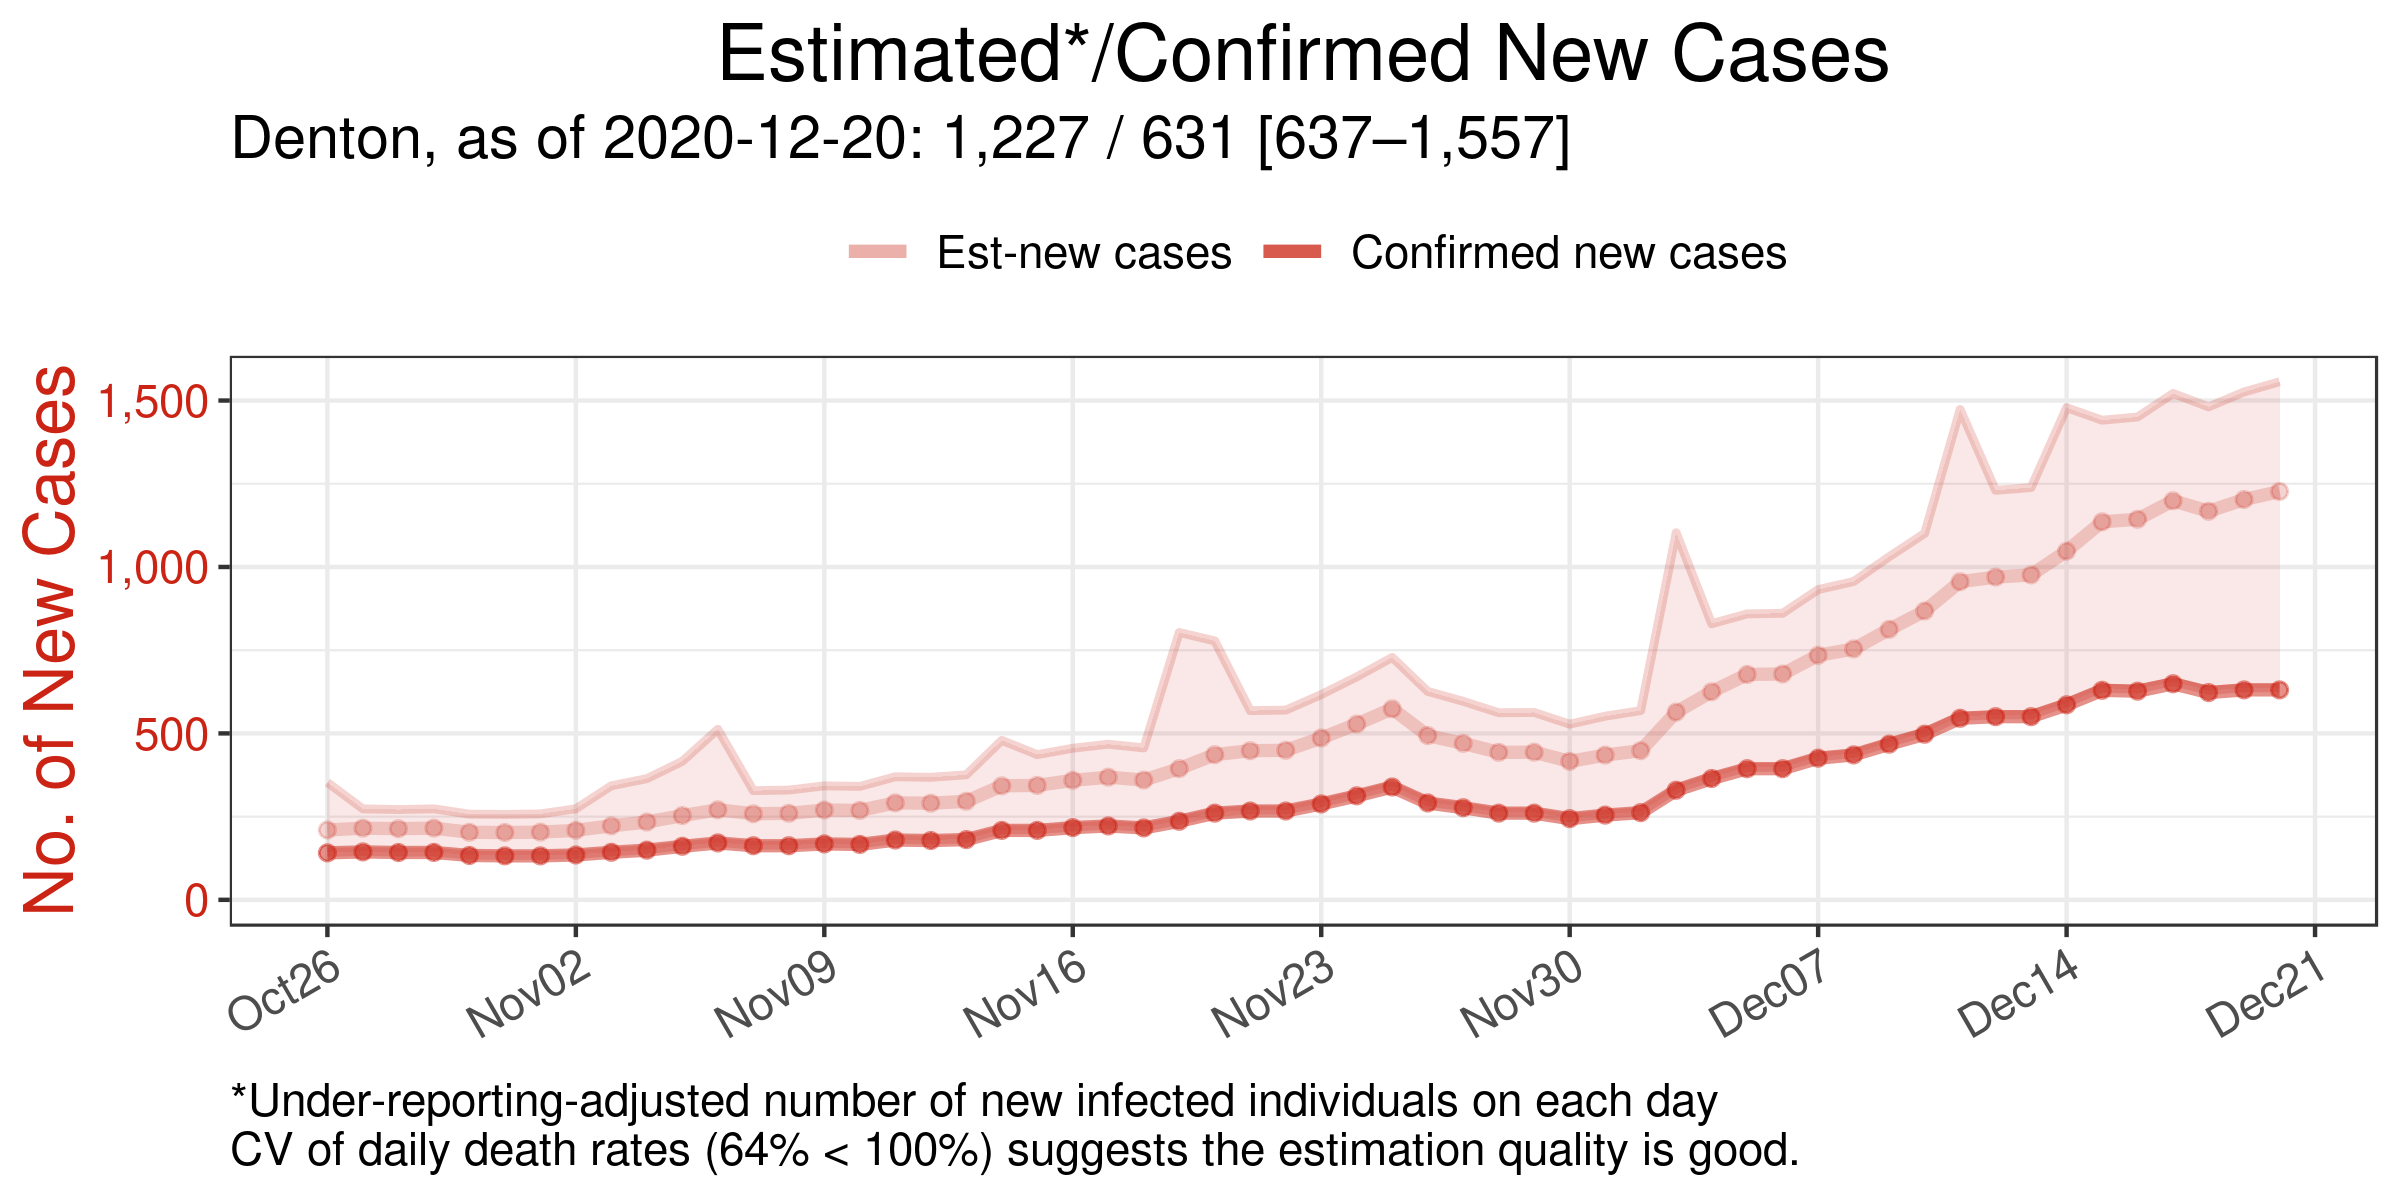 Estimated*/Confirmed New Cases
Denton, as of 2020-12-20: 1,227 / 631 [637–1,557]
Est-new cases
Confirmed new cases
No. of New Cases
1,500
1,000
500
0
Oct26
Nov02
Nov09
Nov16
Nov23
Nov30
Dec07
Dec14
Dec21
*Under-reporting-adjusted number of new infected individuals on each day
CV of daily death rates (64% < 100%) suggests the estimation quality is good.